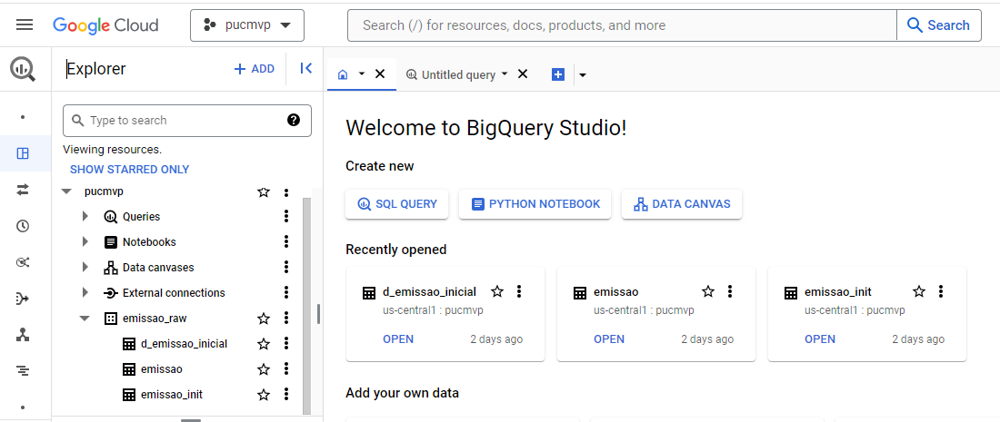 Google Cloud
pucmvp
Search (/) for resources, docs, products, and more
Search
Explorer
+ ADD
Type to search
Viewing resources.
SHOW STARRED ONLY
pucmvp
Queries
Notebooks
Data canvases
External connections
emissao_raw
d_emissao_inicial
emissao
emissao_init
Untitled query
Welcome to BigQuery Studio!
Create new
SQL QUERY
PYTHON NOTEBOOK
DATA CANVAS
Recently opened
d_emissao_inicial
us-central1 : pucmvp
OPEN 2 days ago
emissao
us-central1 : pucmvp
OPEN 2 days ago
emissao_init
us-central1 : pucmvp
OPEN 2 days ago
Add your own data